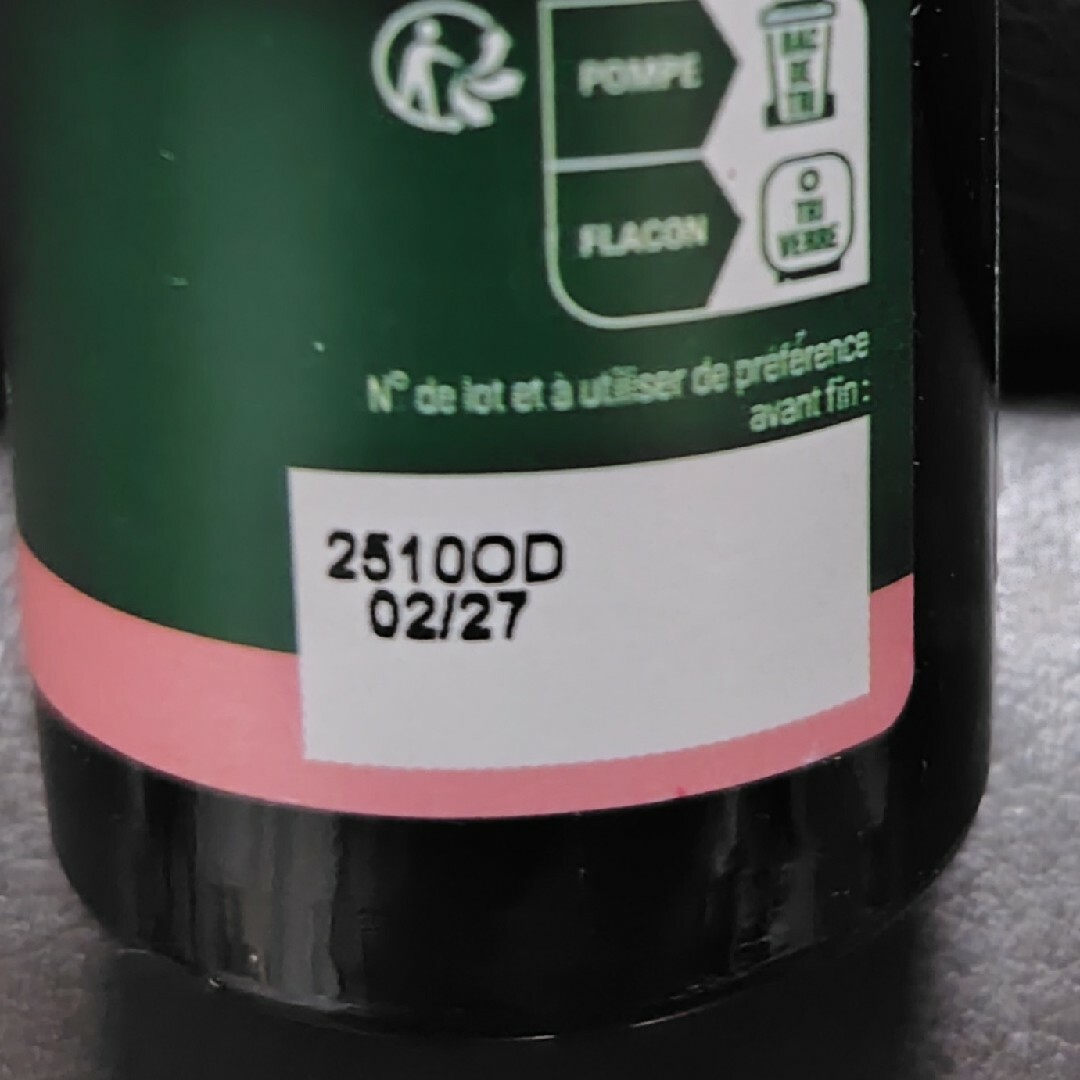 POMPE
BAC
DE
TRI
FLACON
TRI
VERRE
N° de lot et à utiliser de préférence
avant fin :
2510OD
02/27